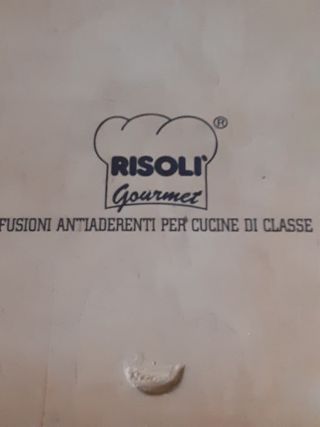 ®
RISOLI'
Gourmet
FUSIONI ANTIADERENTI PER CUCINE DI CLASSE